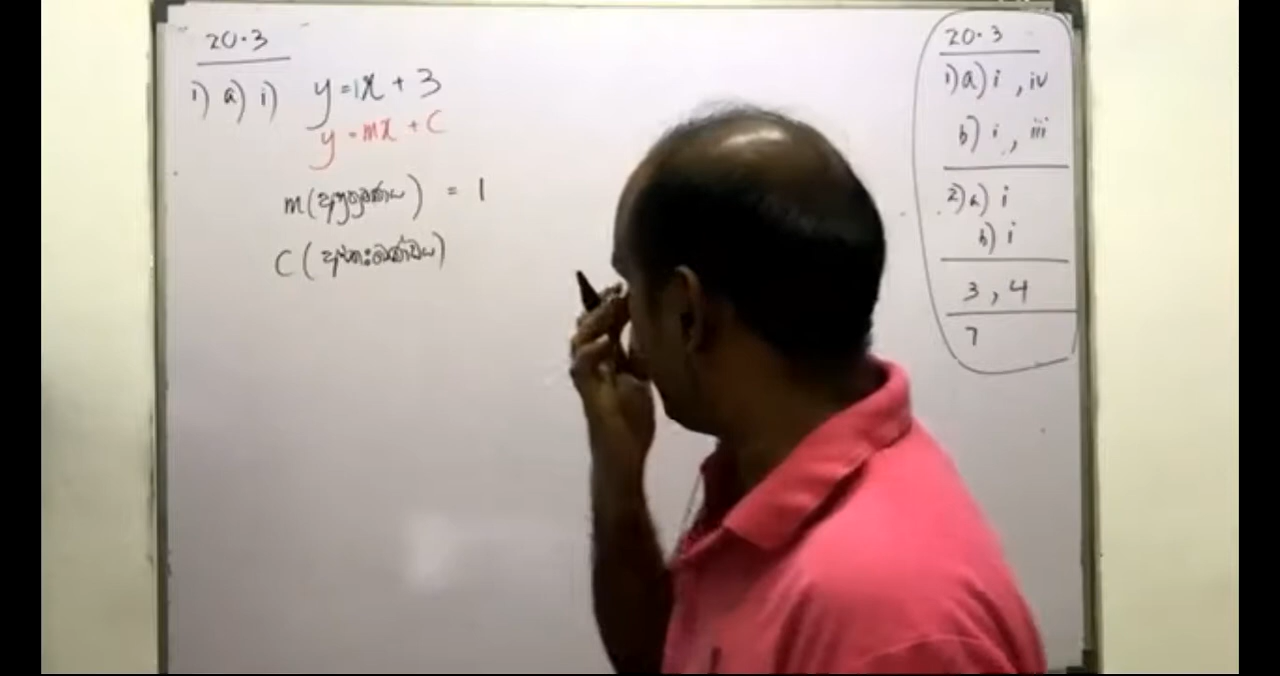 20.3
1) a) i) y = 1x + 3
y = mx + c
m (අනුක්‍රමණය) = 1
C (අන්තඃඛණ්ඩය)
20.3
1) a) i , iv
b) i , iii
2) a) i
b) i
3 , 4
7